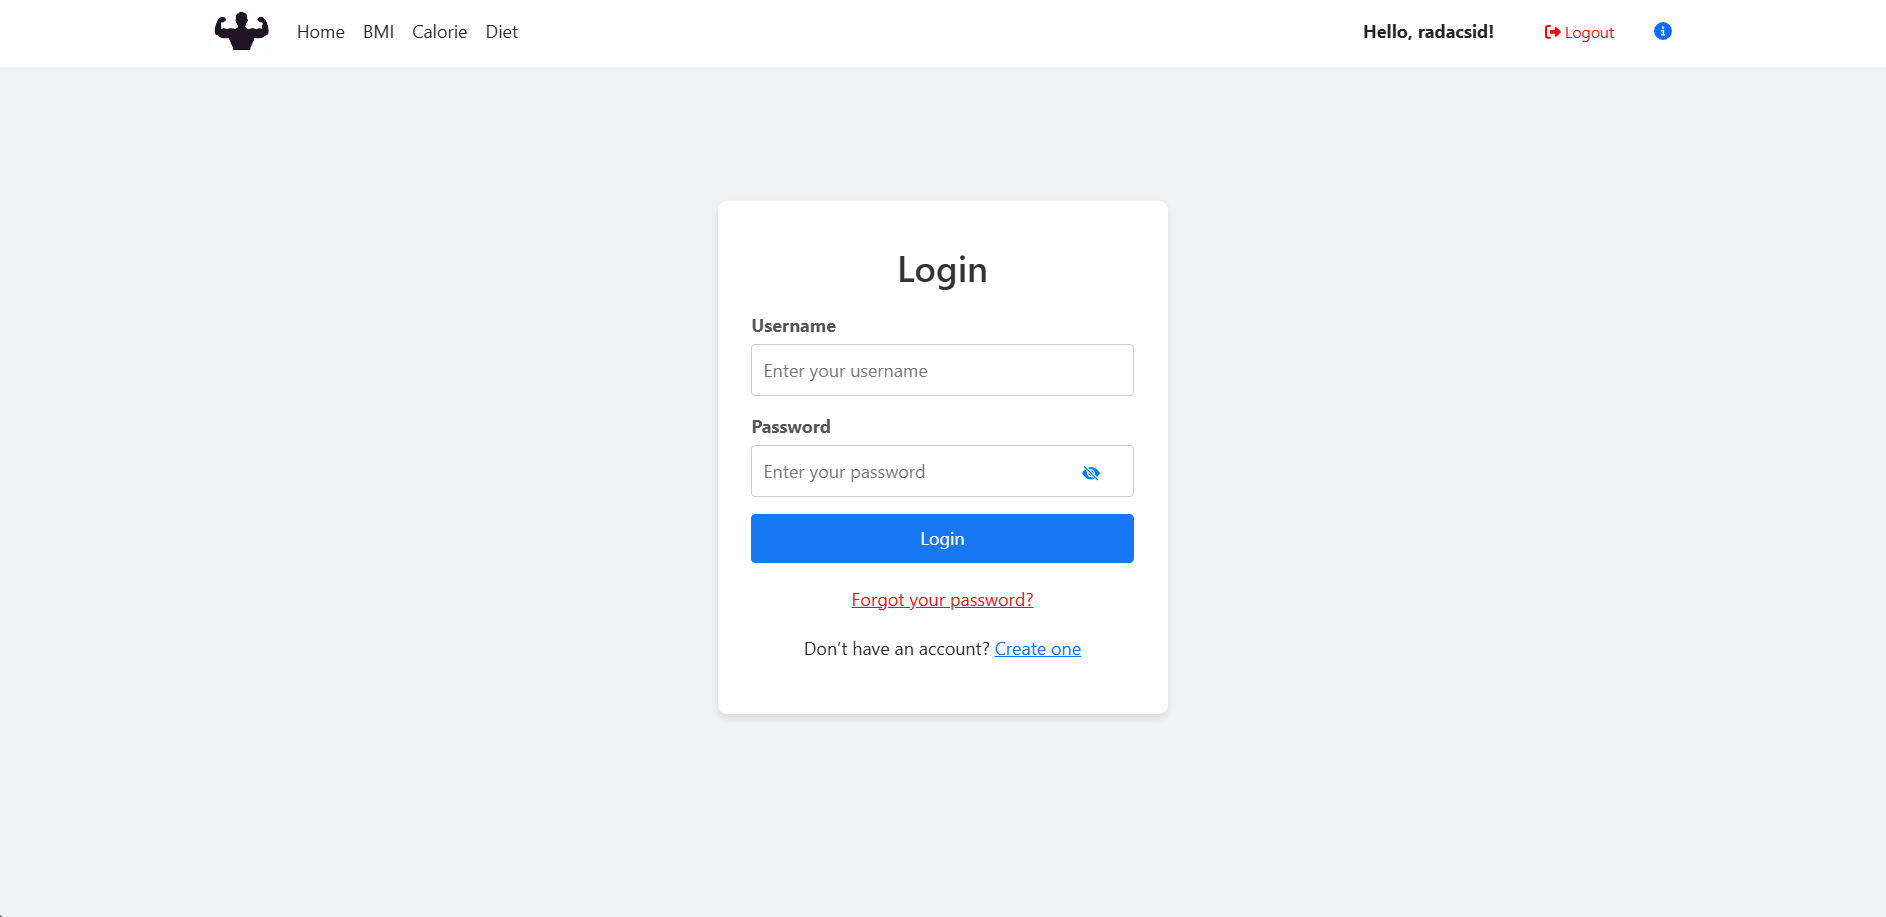 Home BMI Calorie Diet Hello, radacsid! Logout
Login
Username
Enter your username
Password
Enter your password
Login
Forgot your password?
Don't have an account? Create one